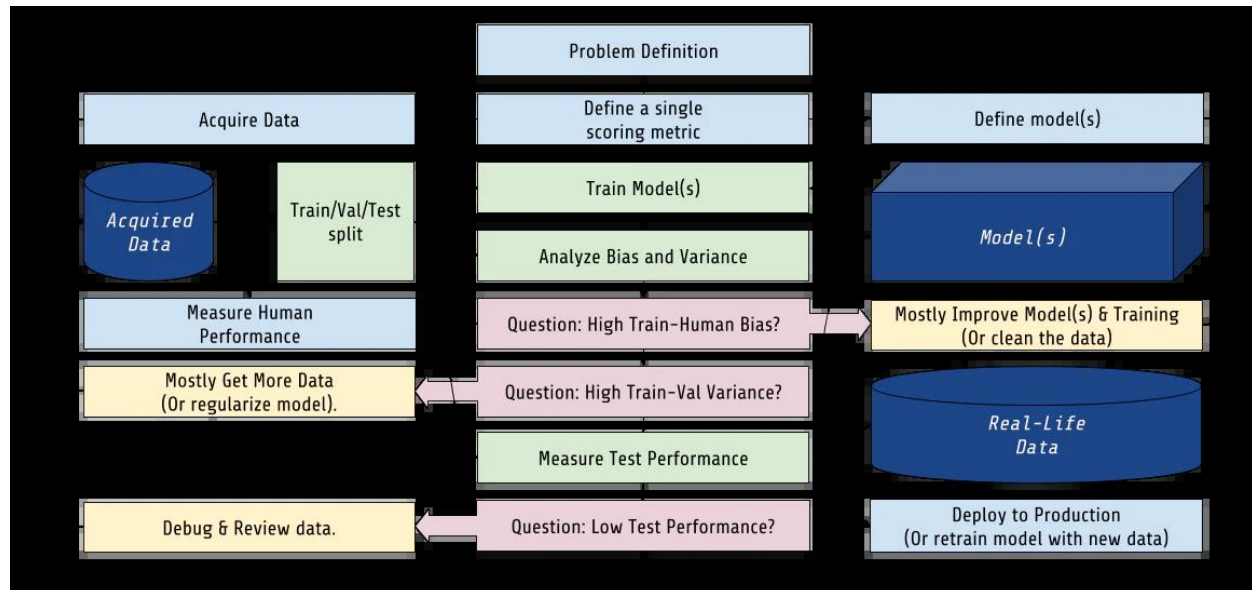 Problem Definition
Acquire Data
Define a single
scoring metric
Define model(s)
Acquired
Data
Train/Val/Test
split
Train Model(s)
Analyze Bias and Variance
Model(s)
Measure Human
Performance
Question: High Train-Human Bias?
Mostly Improve Model(s) & Training
(Or clean the data)
Mostly Get More Data
(Or regularize model).
Question: High Train-Val Variance?
Real-Life
Data
Measure Test Performance
Debug & Review data.
Question: Low Test Performance?
Deploy to Production
(Or retrain model with new data)